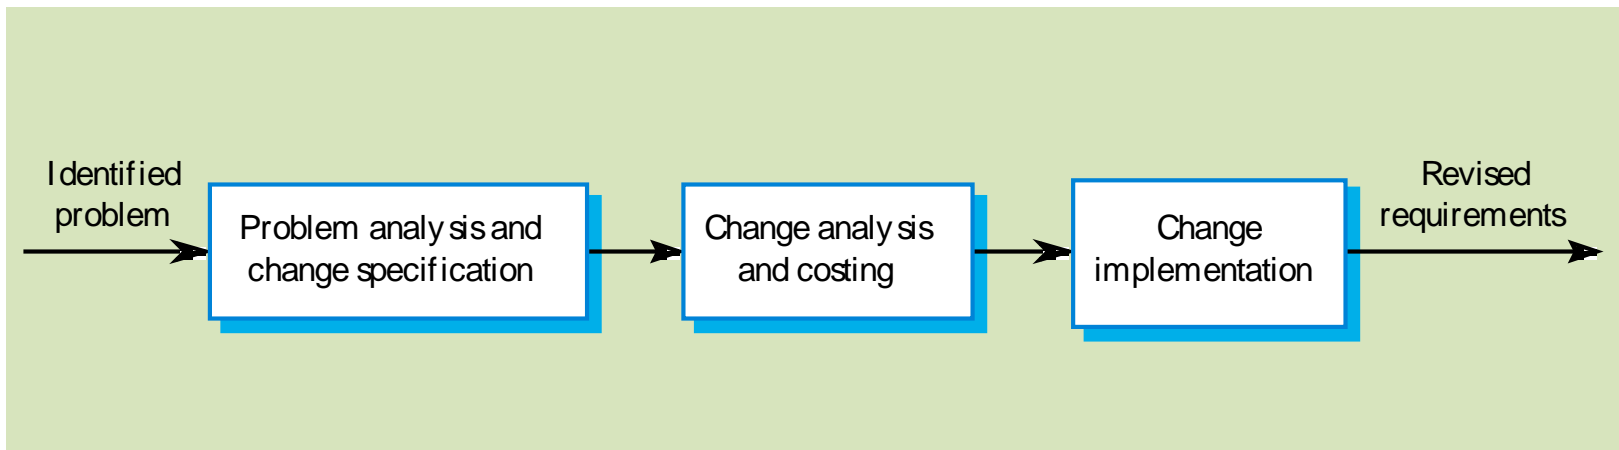 Identified
problem
Problem analysis and
change specification
Change analysis
and costing
Change
implementation
Revised
requirements